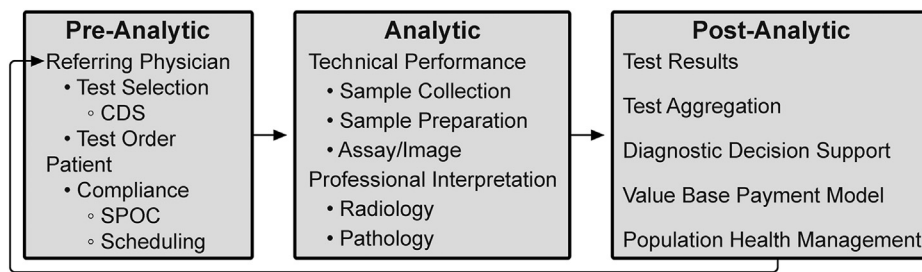 Pre-Analytic
Referring Physician
• Test Selection
◦ CDS
• Test Order
Patient
• Compliance
◦ SPOC
◦ Scheduling
Analytic
Technical Performance
• Sample Collection
• Sample Preparation
• Assay/Image
Professional Interpretation
• Radiology
• Pathology
Post-Analytic
Test Results
Test Aggregation
Diagnostic Decision Support
Value Base Payment Model
Population Health Management